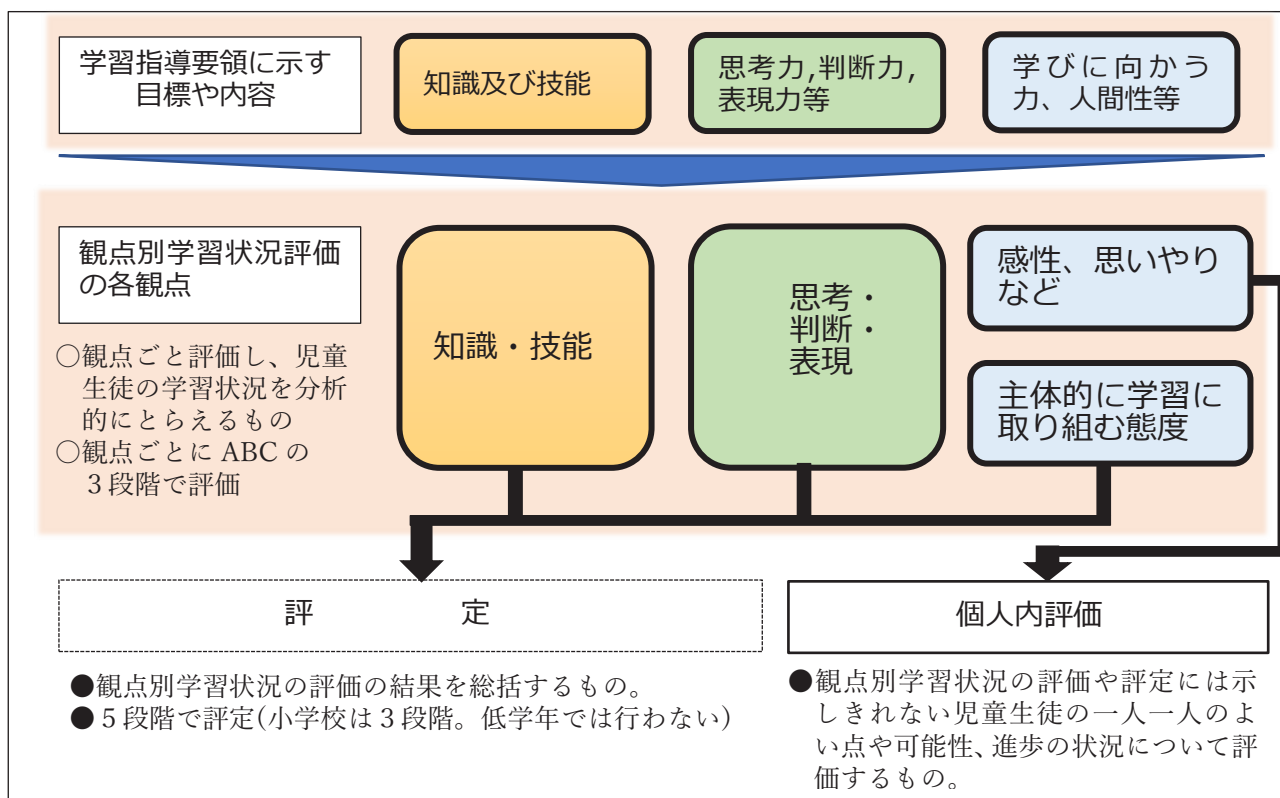 学習指導要領に示す
目標や内容
知識及び技能
思考力,判断力,
表現力等
学びに向かう
力、人間性等
観点別学習状況評価
の各観点
○観点ごと評価し、児童
生徒の学習状況を分析
的にとらえるもの
○観点ごとに ABC の
３段階で評価
知識・技能
思考・
判断・
表現
感性、思いやり
など
主体的に学習に
取り組む態度
評 定
●観点別学習状況の評価の結果を総括するもの。
●５段階で評定(小学校は３段階。低学年では行わない)
個人内評価
●観点別学習状況の評価や評定には示
しきれない児童生徒の一人一人のよ
い点や可能性、進歩の状況について評
価するもの。